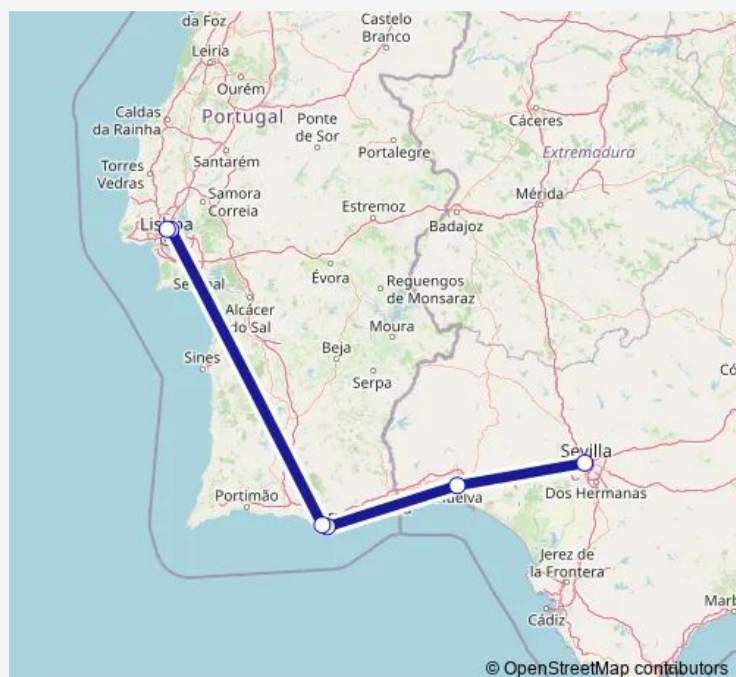 da Foz
Castelo
Branco
Leiria
Ourém
Caldas
da Rainha
Portugal
Ponte
de Sor
Cáceres
Santarém
Portalegre
Extremadura
Torres
Vedras
Samora
Correia
Mérida
Estremoz
Badajoz
Lisboa
Évora
Reguengos
de Monsaraz
Alcácer
do Sal
Moura
Beja
Sines
Serpa
Sevilla
Portimão
Dos Hermanas
Jerez de
la Frontera
Cádiz
© OpenStreetMap contributors